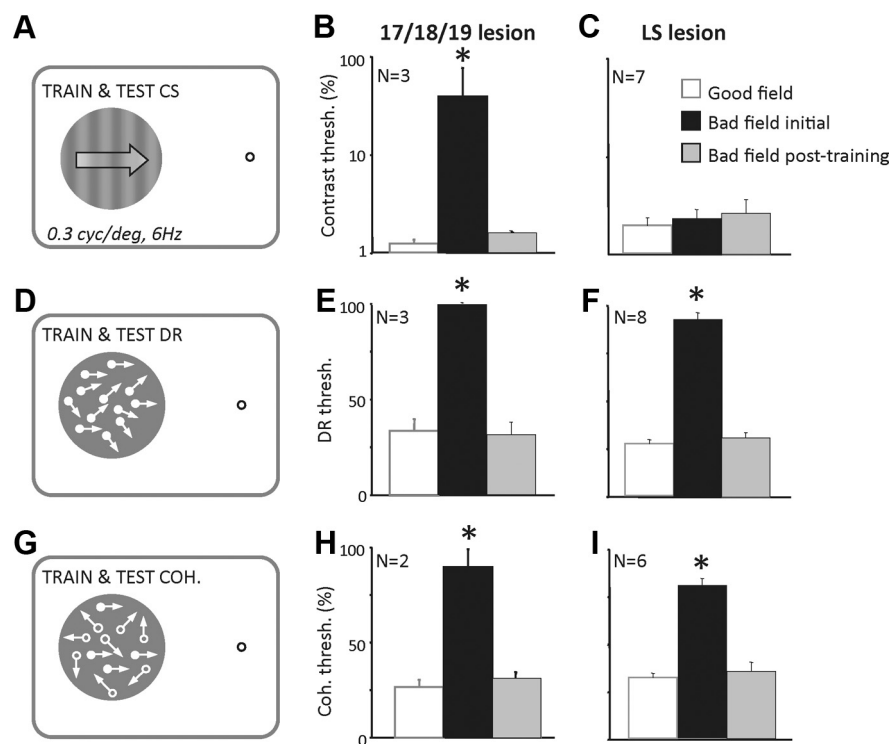 A
TRAIN & TEST CS
0.3 cyc/deg, 6Hz
B
17/18/19 lesion
*
N=3
Contrast thresh. (%)
100
10
1
C
LS lesion
N=7
Good field
Bad field initial
Bad field post-training
D
TRAIN & TEST DR
E
*
N=3
DR thresh.
100
50
0
F
*
N=8
G
TRAIN & TEST COH.
H
*
N=2
Coh. thresh. (%)
100
50
0
I
*
N=6